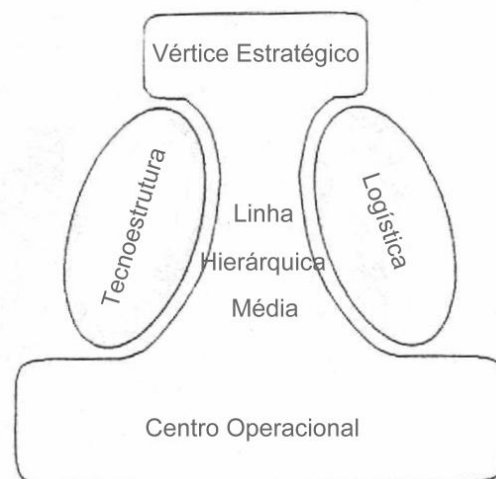 Vértice Estratégico
Tecnoestrutura
Linha
Hierárquica
Média
Logística
Centro Operacional